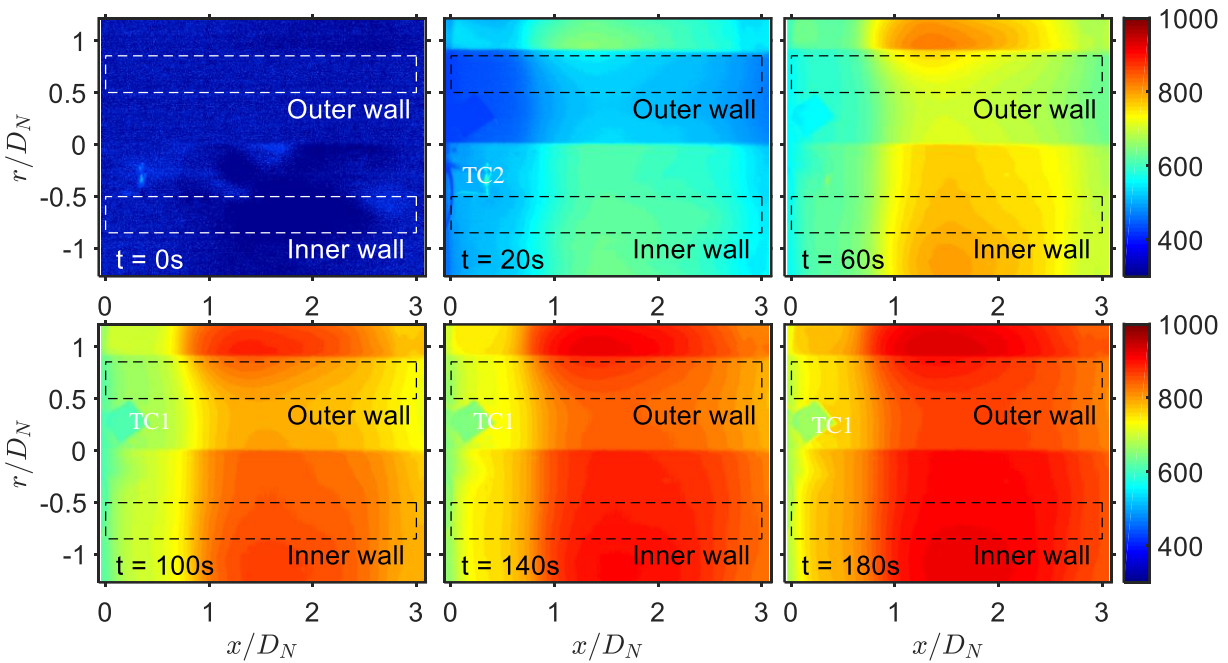 1
0.5
0
-0.5
-1
r/D_N
Outer wall
Inner wall
t = 0s
0 1 2 3
Outer wall
TC2
Inner wall
t = 20s
0 1 2 3
Outer wall
Inner wall
t = 60s
0 1 2 3
1000
800
600
400
1
0.5
0
-0.5
-1
r/D_N
TC1
Outer wall
Inner wall
t = 100s
0 1 2 3
x/D_N
TC1
Outer wall
Inner wall
t = 140s
0 1 2 3
x/D_N
TC1
Outer wall
Inner wall
t = 180s
0 1 2 3
x/D_N
1000
800
600
400